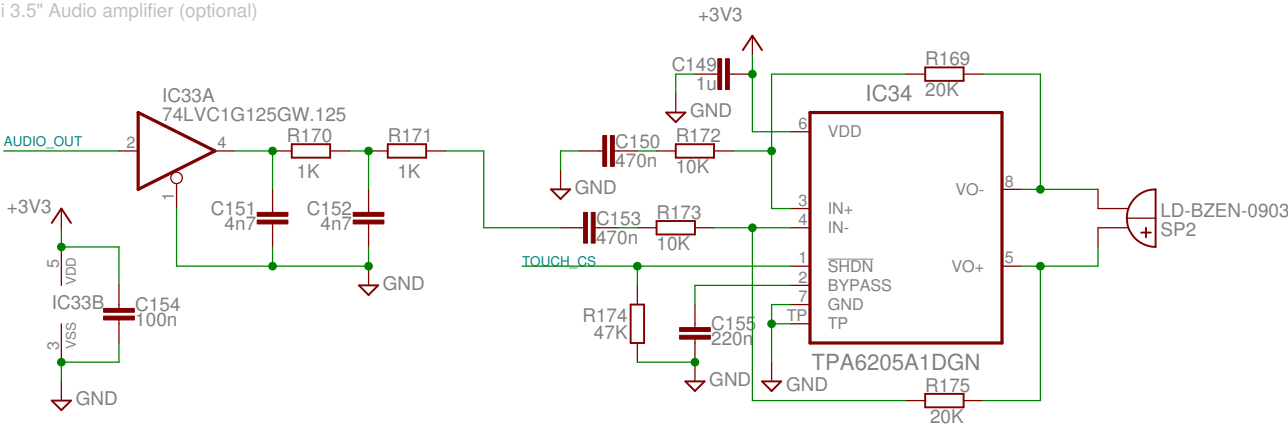 i 3.5" Audio amplifier (optional)
+3V3
IC33A
74LVC1G125GW.125
AUDIO_OUT
2
4
1
R170
1K
R171
1K
C151
4n7
C152
4n7
GND
+3V3
5
VDD
IC33B
C154
100n
3
VSS
GND
C149
1u
GND
C150
470n
R172
10K
GND
C153
470n
R173
10K
TOUCH_CS
R174
47K
C155
220n
GND
GND
R169
20K
IC34
6
VDD
3
IN+
4
IN-
1
SHDN
2
BYPASS
7
GND
TP
TP
8
VO-
5
VO+
TPA6205A1DGN
R175
20K
LD-BZEN-0903
SP2